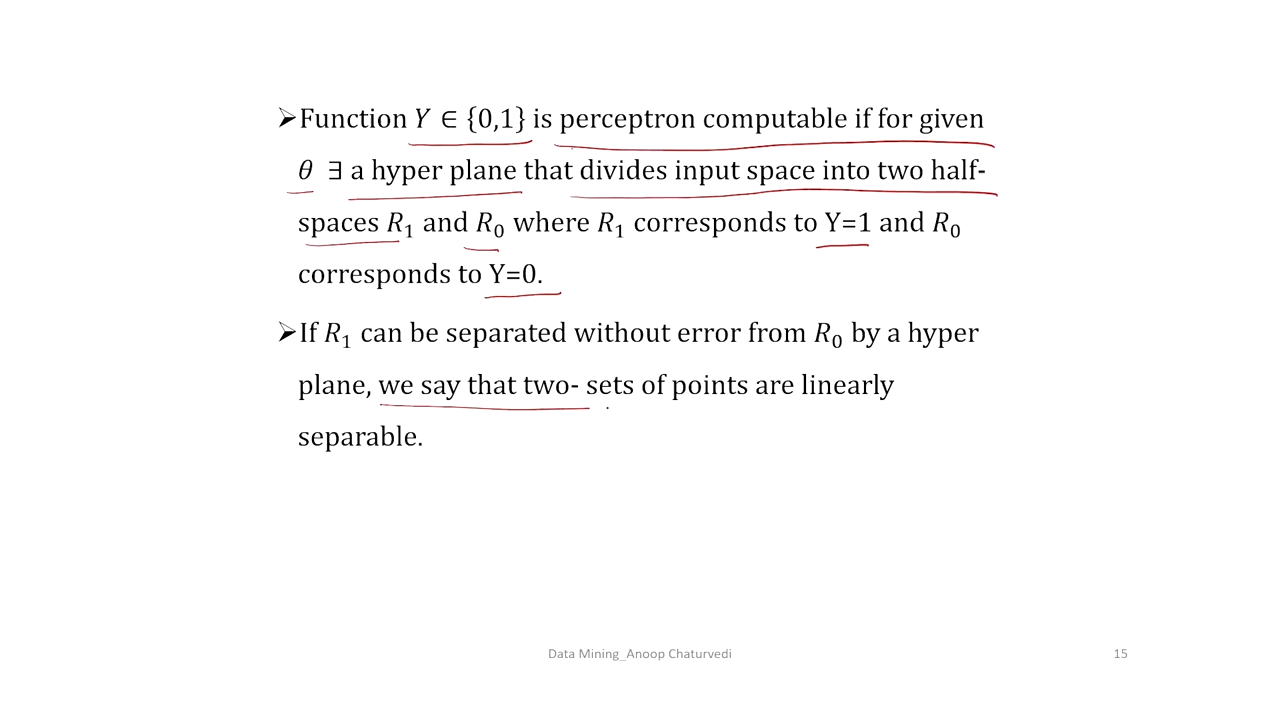 ➢Function 𝑌 ∈ {0,1} is perceptron computable if for given
𝜃 ∃ a hyper plane that divides input space into two half-
spaces 𝑅₁ and 𝑅₀ where 𝑅₁ corresponds to Y=1 and 𝑅₀
corresponds to Y=0.
➢If 𝑅₁ can be separated without error from 𝑅₀ by a hyper
plane, we say that two- sets of points are linearly
separable.
Data Mining_Anoop Chaturvedi
15